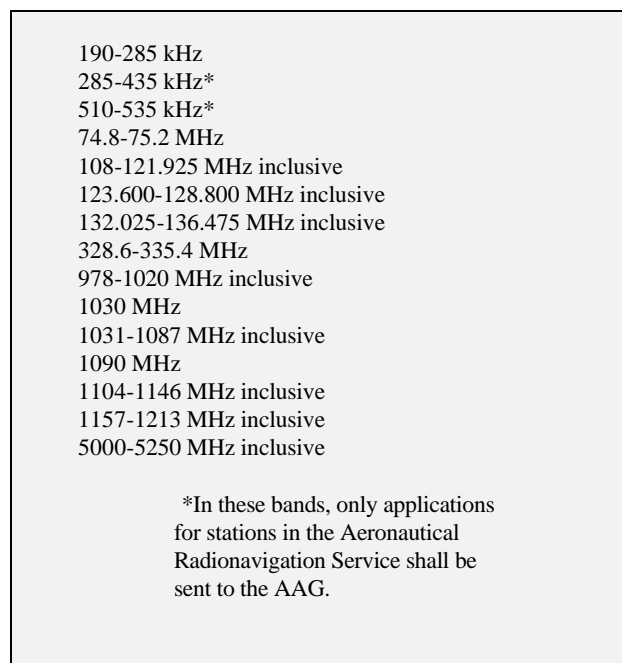 190-285 kHz
285-435 kHz*
510-535 kHz*
74.8-75.2 MHz
108-121.925 MHz inclusive
123.600-128.800 MHz inclusive
132.025-136.475 MHz inclusive
328.6-335.4 MHz
978-1020 MHz inclusive
1030 MHz
1031-1087 MHz inclusive
1090 MHz
1104-1146 MHz inclusive
1157-1213 MHz inclusive
5000-5250 MHz inclusive
*In these bands, only applications
for stations in the Aeronautical
Radionavigation Service shall be
sent to the AAG.